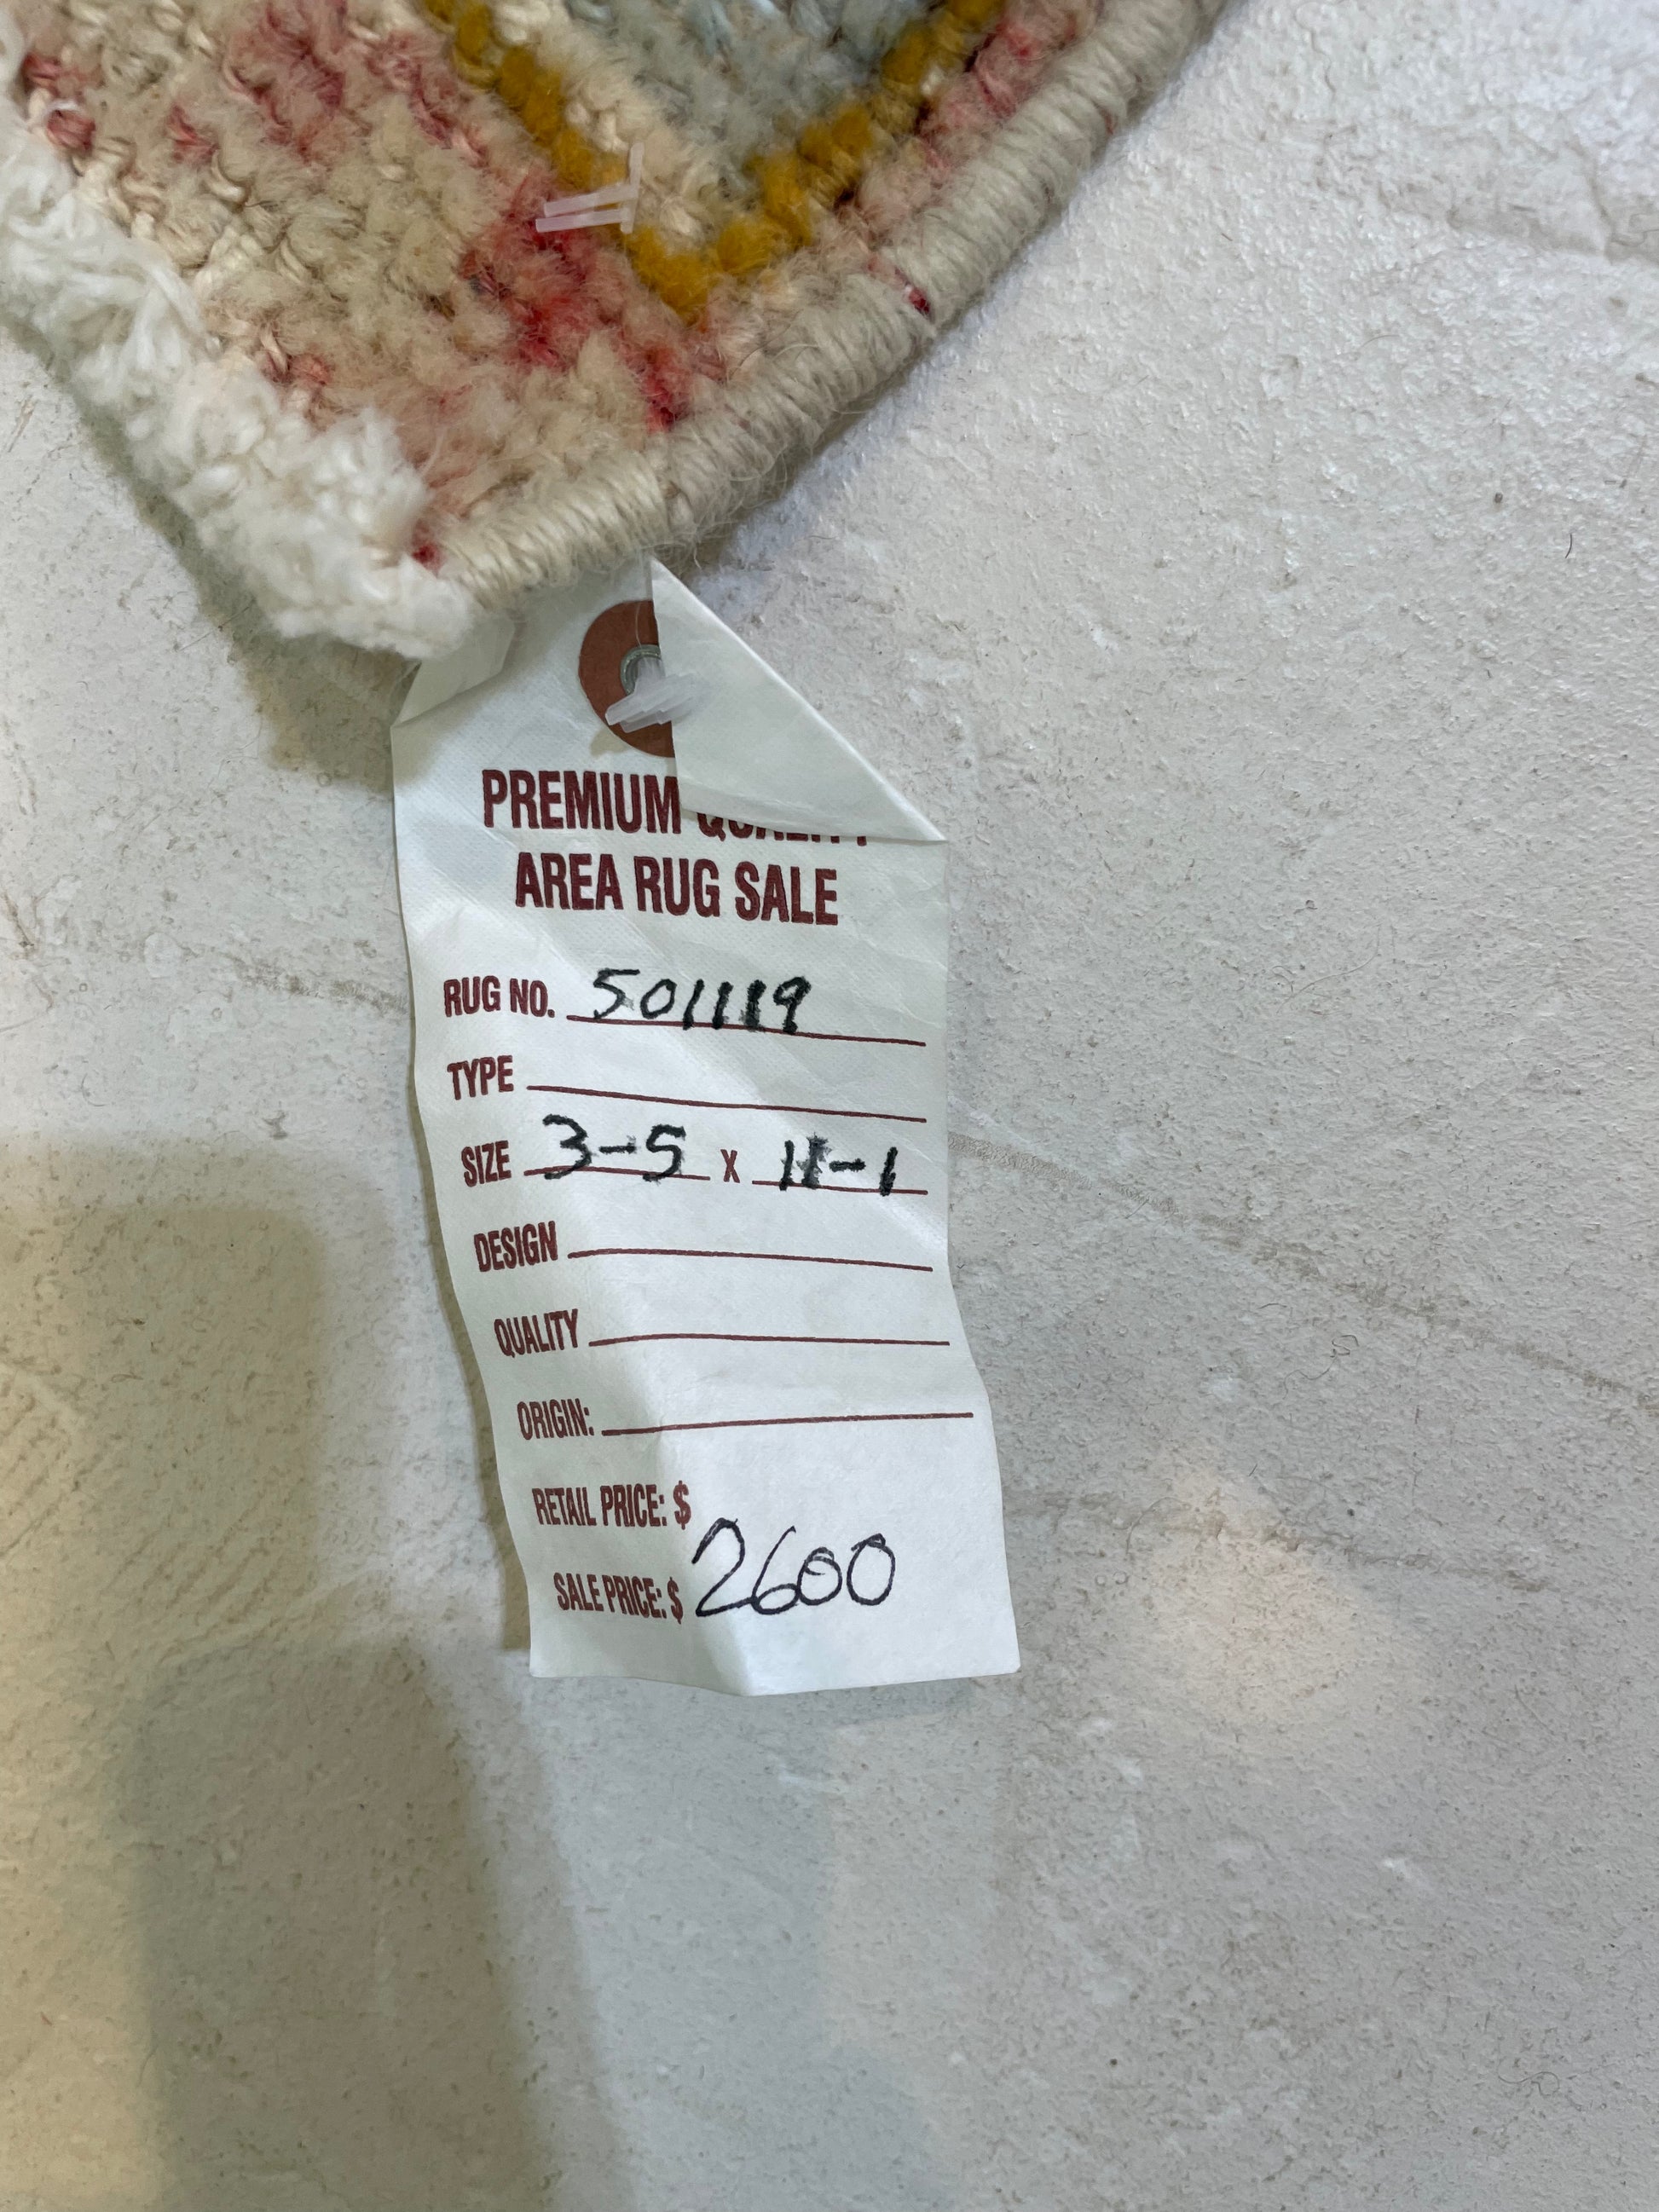 PREMIUM QUALITY
AREA RUG SALE
RUG NO. 501119
TYPE
SIZE 3-5 X 11-1
DESIGN
QUALITY
ORIGIN:
RETAIL PRICE: $
SALE PRICE: $ 2600